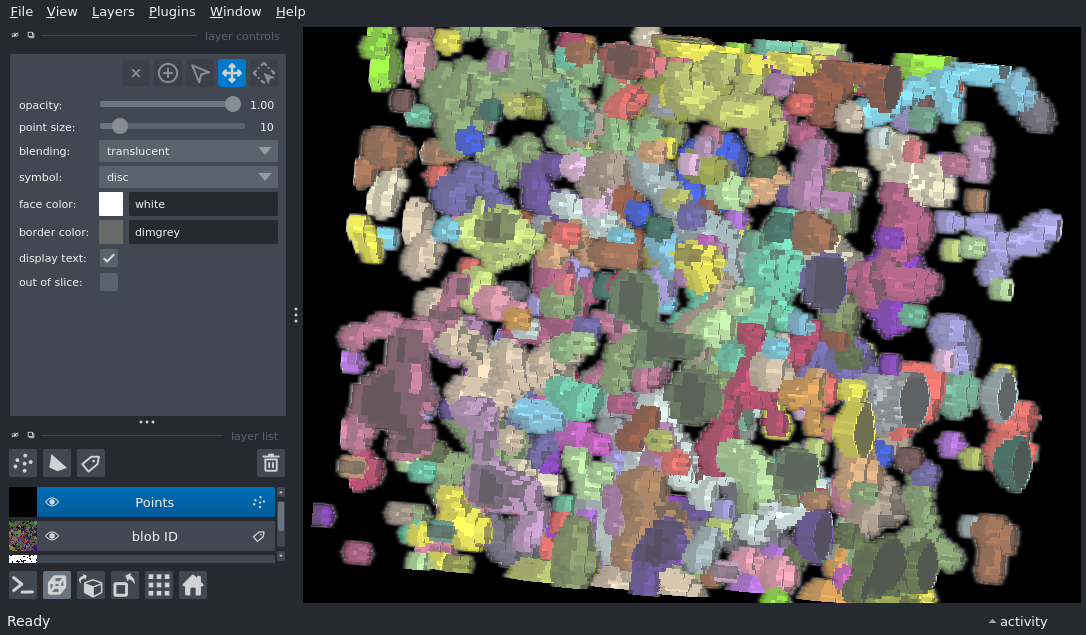 File View Layers Plugins Window Help
layer controls
opacity: 1.00
point size: 10
blending: translucent
symbol: disc
face color: white
border color: dimgrey
display text:
out of slice:
layer list
Points
blob ID
Ready
activity